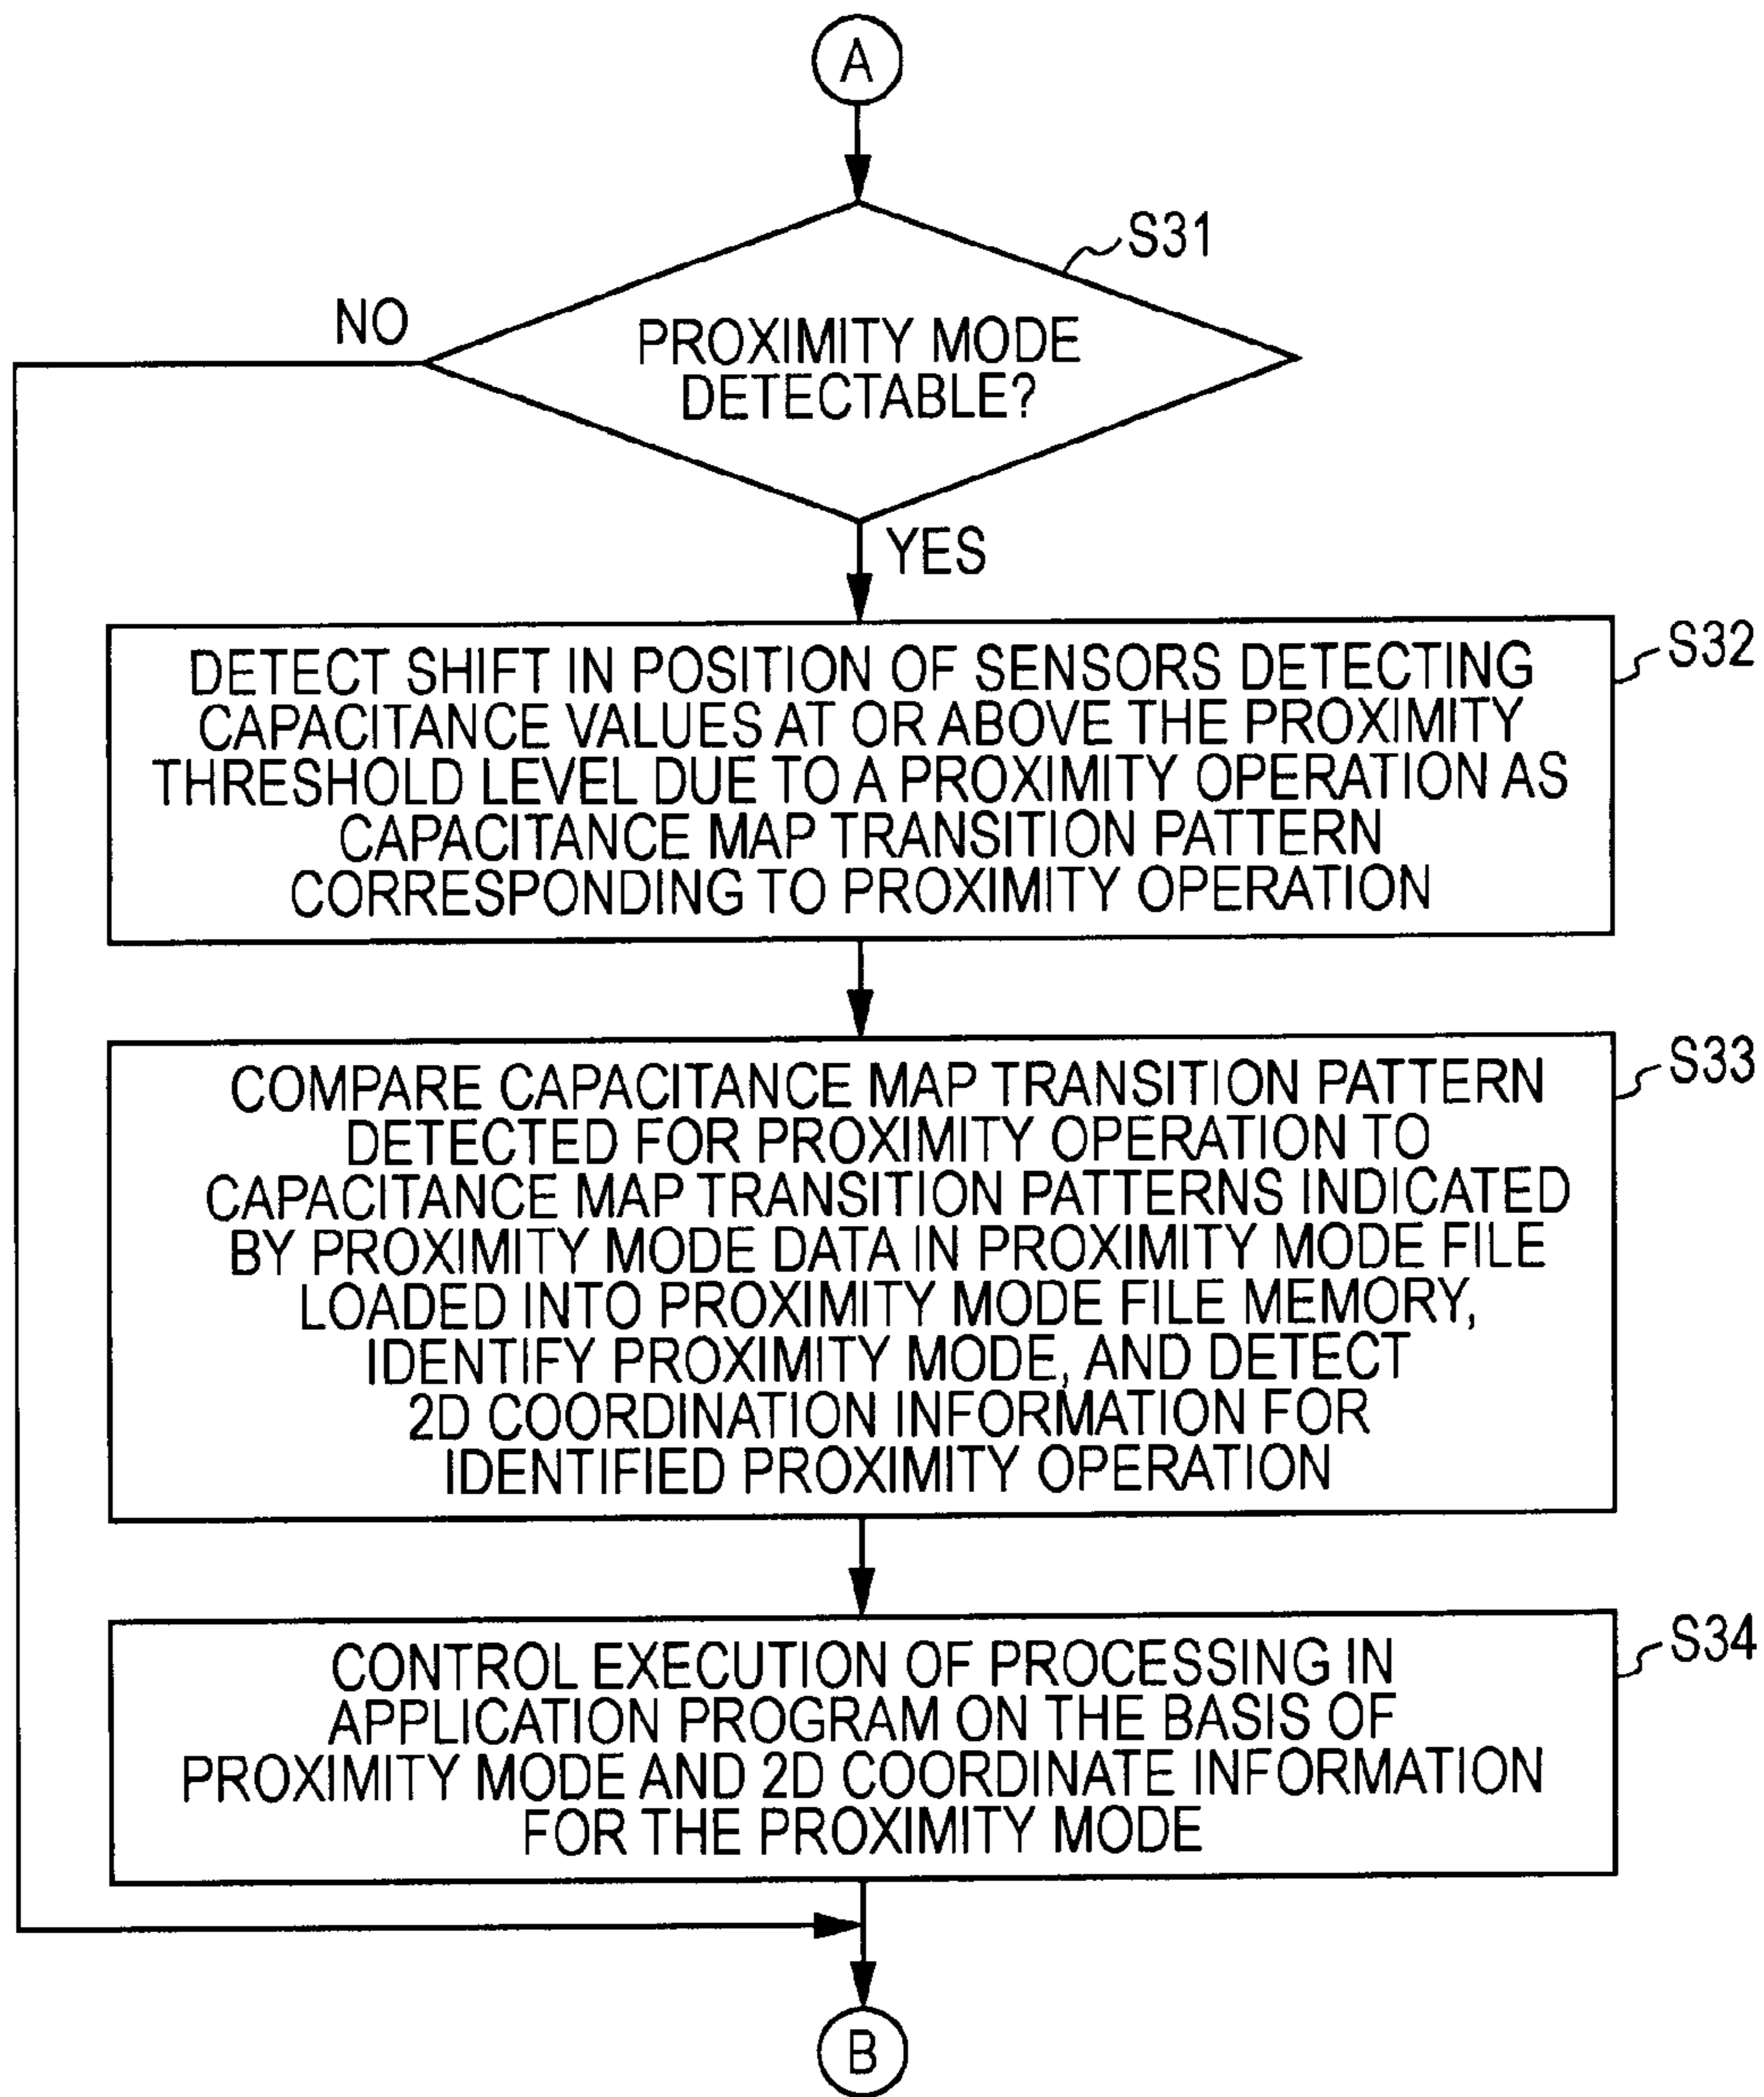 A
S31
NO
PROXIMITY MODE
DETECTABLE?
YES
S32
DETECT SHIFT IN POSITION OF SENSORS DETECTING
CAPACITANCE VALUES AT OR ABOVE THE PROXIMITY
THRESHOLD LEVEL DUE TO A PROXIMITY OPERATION AS
CAPACITANCE MAP TRANSITION PATTERN
CORRESPONDING TO PROXIMITY OPERATION
S33
COMPARE CAPACITANCE MAP TRANSITION PATTERN
DETECTED FOR PROXIMITY OPERATION TO
CAPACITANCE MAP TRANSITION PATTERNS INDICATED
BY PROXIMITY MODE DATA IN PROXIMITY MODE FILE
LOADED INTO PROXIMITY MODE FILE MEMORY,
IDENTIFY PROXIMITY MODE, AND DETECT
2D COORDINATION INFORMATION FOR
IDENTIFIED PROXIMITY OPERATION
S34
CONTROL EXECUTION OF PROCESSING IN
APPLICATION PROGRAM ON THE BASIS OF
PROXIMITY MODE AND 2D COORDINATE INFORMATION
FOR THE PROXIMITY MODE
B